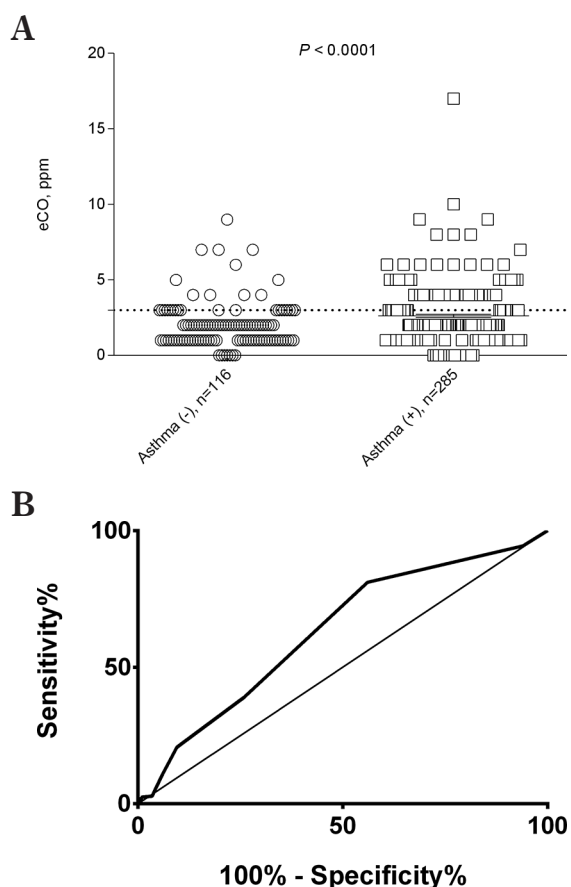 A
P < 0.0001
20
15
10
5
0
eCO, ppm
Asthma (-), n=116
Asthma (+), n=285
B
100
50
0
Sensitivity%
0
50
100
100% - Specificity%